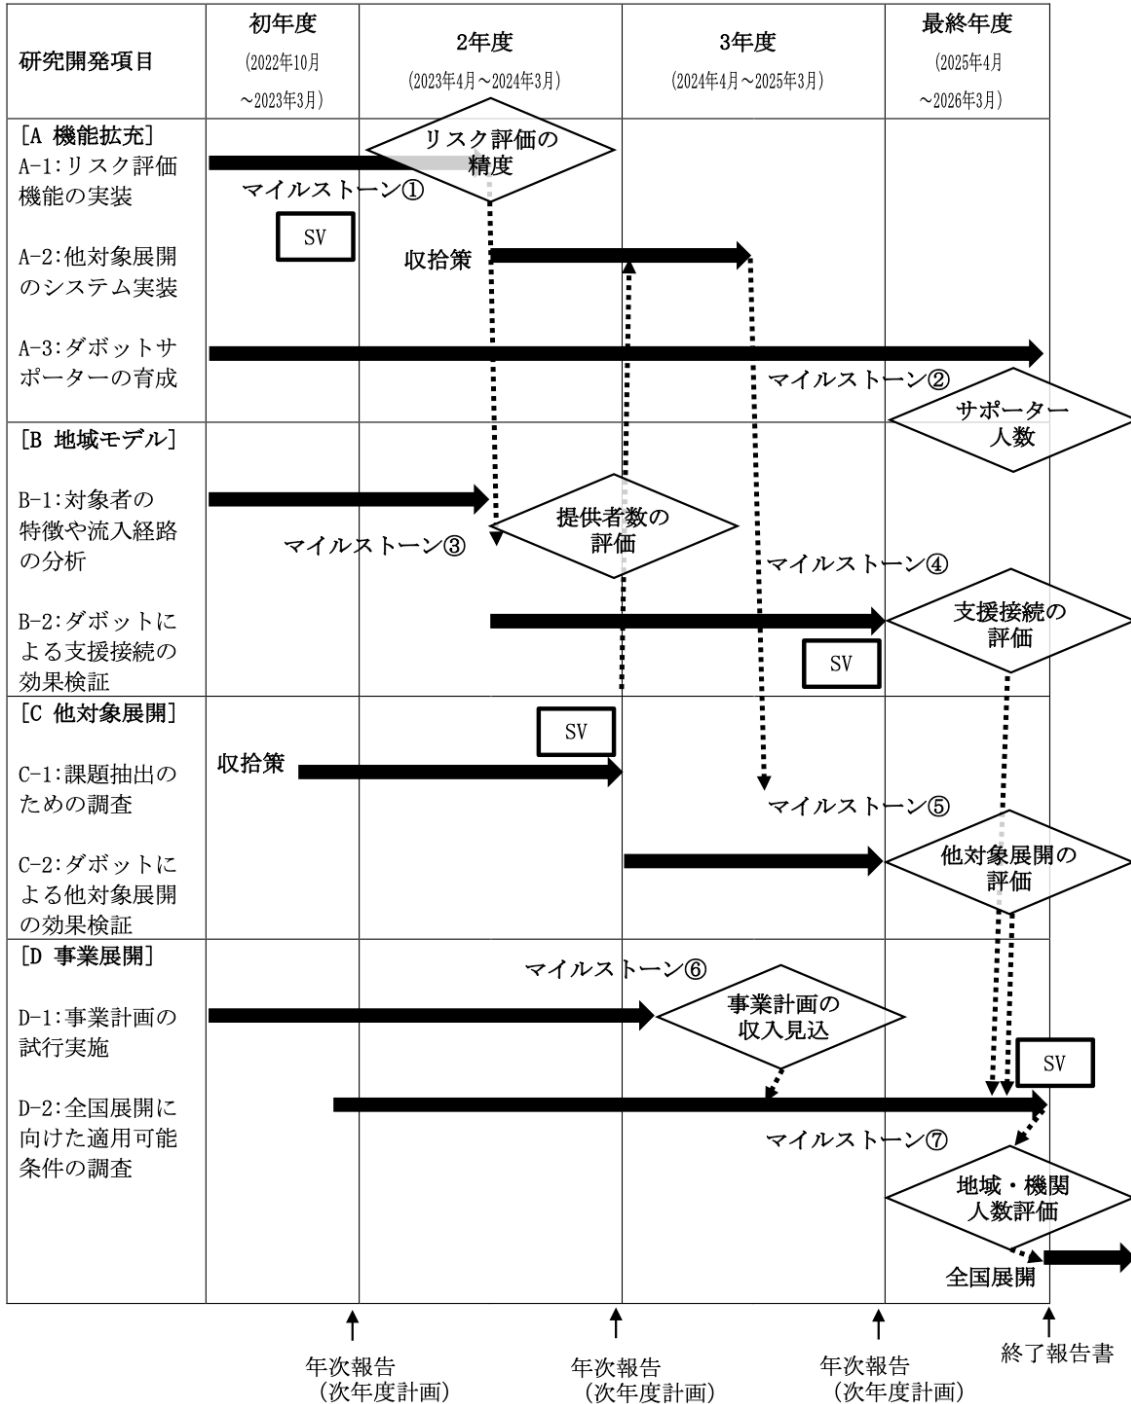 研究開発項目
初年度
(2022年10月
～2023年3月)
2年度
(2023年4月～2024年3月)
3年度
(2024年4月～2025年3月)
最終年度
(2025年4月
～2026年3月)
[A 機能拡充]
A-1:リスク評価
機能の実装
リスク評価の
精度
マイルストーン①
SV
A-2:他対象展開
のシステム実装
収拾策
A-3:ダボットサ
ポーターの育成
マイルストーン②
サポーター
人数
[B 地域モデル]
B-1:対象者の
特徴や流入経路
の分析
マイルストーン③
提供者数の
評価
マイルストーン④
B-2:ダボットに
よる支援接続の
効果検証
支援接続の
評価
SV
[C 他対象展開]
SV
C-1:課題抽出の
ための調査
収拾策
マイルストーン⑤
C-2:ダボットに
よる他対象展開
の効果検証
他対象展開の
評価
[D 事業展開]
マイルストーン⑥
D-1:事業計画の
試行実施
事業計画の
収入見込
SV
D-2:全国展開に
向けた適用可能
条件の調査
マイルストーン⑦
地域・機関
人数評価
全国展開
年次報告
(次年度計画)
年次報告
(次年度計画)
年次報告
(次年度計画)
終了報告書